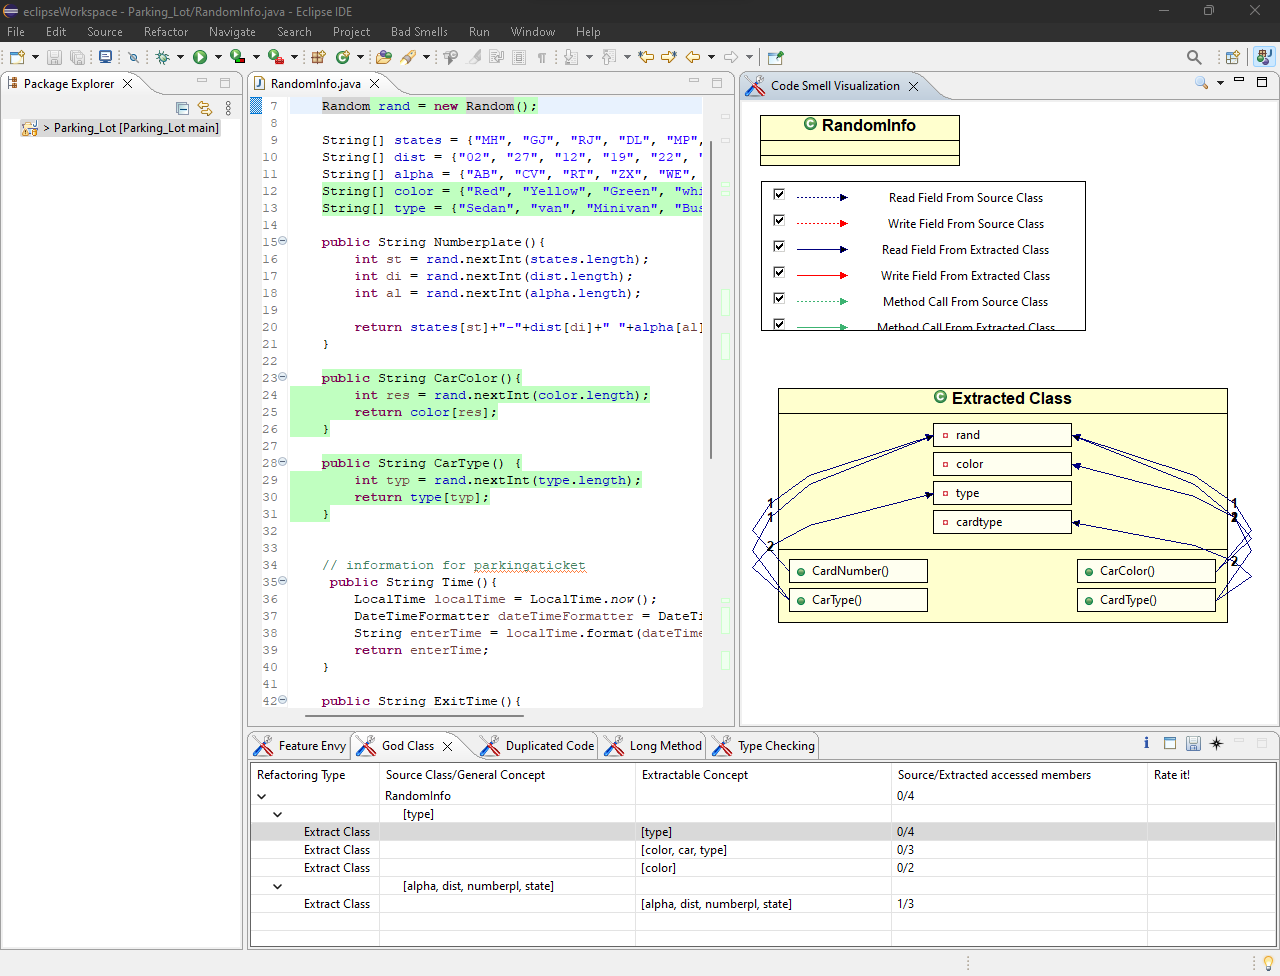 eclipseWorkspace - Parking_Lot/RandomInfo.java - Eclipse IDE
File Edit Source Refactor Navigate Search Project Bad Smells Run Window Help
Package Explorer
> Parking_Lot [Parking_Lot main]
RandomInfo.java
7 Random rand = new Random();
8
9 String[] states = {"MH", "GJ", "RJ", "DL", "MP",
10 String[] dist = {"02", "27", "12", "19", "22", "
11 String[] alpha = {"AB", "CV", "RT", "ZX", "WE",
12 String[] color = {"Red", "Yellow", "Green", "whi
13 String[] type = {"Sedan", "van", "Minivan", "Bus
14
15 public String Numberplate(){
16 int st = rand.nextInt(states.length);
17 int di = rand.nextInt(dist.length);
18 int al = rand.nextInt(alpha.length);
19
20 return states[st]+"-"+dist[di]+" "+alpha[al]
21 }
22
23 public String CarColor(){
24 int res = rand.nextInt(color.length);
25 return color[res];
26 }
27
28 public String CarType() {
29 int typ = rand.nextInt(type.length);
30 return type[typ];
31 }
32
33
34 // information for parkingaticket
35 public String Time(){
36 LocalTime localTime = LocalTime.now();
37 DateTimeFormatter dateTimeFormatter = DateTi
38 String enterTime = localTime.format(dateTime
39 return enterTime;
40 }
41
42 public String ExitTime(){
Code Smell Visualization
RandomInfo
Read Field From Source Class
Write Field From Source Class
Read Field From Extracted Class
Write Field From Extracted Class
Method Call From Source Class
Method Call From Extracted Class
Extracted Class
rand
color
type
cardtype
1
1
2
1
2
2
CardNumber()
CarColor()
CarType()
CardType()
Feature Envy God Class Duplicated Code Long Method Type Checking
Refactoring Type Source Class/General Concept Extractable Concept Source/Extracted accessed members Rate it!
RandomInfo 0/4
[type]
Extract Class [type] 0/4
Extract Class [color, car, type] 0/3
Extract Class [color] 0/2
[alpha, dist, numberpl, state]
Extract Class [alpha, dist, numberpl, state] 1/3